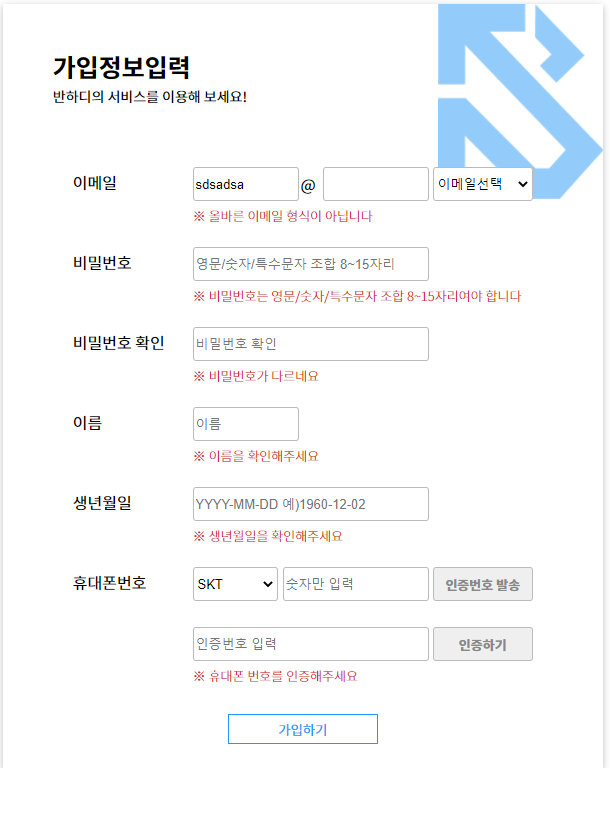 가입정보입력
반하디의 서비스를 이용해 보세요!
이메일 sdsadsa @ 이메일선택
※ 올바른 이메일 형식이 아닙니다
비밀번호 영문/숫자/특수문자 조합 8~15자리
※ 비밀번호는 영문/숫자/특수문자 조합 8~15자리여야 합니다
비밀번호 확인 비밀번호 확인
※ 비밀번호가 다르네요
이름 이름
※ 이름을 확인해주세요
생년월일 YYYY-MM-DD 예)1960-12-02
※ 생년월일을 확인해주세요
휴대폰번호 SKT 숫자만 입력 인증번호 발송
인증번호 입력 인증하기
※ 휴대폰 번호를 인증해주세요
가입하기